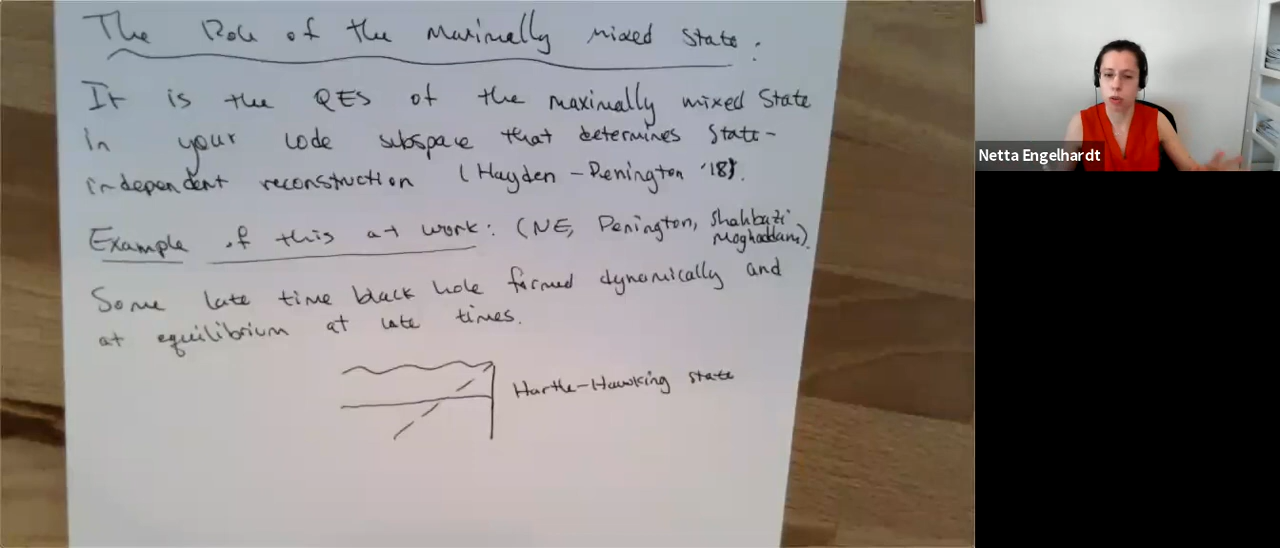 The Role of the maximally mixed state.
It is the QES of the maximally mixed state
in your code subspace that determines state-
independent reconstruction (Hayden-Penington '18).
Example of this at work: (NE, Penington, Shahbazi
Moghaddam).
Some late time black hole formed dynamically and
at equilibrium at late times.
Hartle-Hawking state
Netta Engelhardt